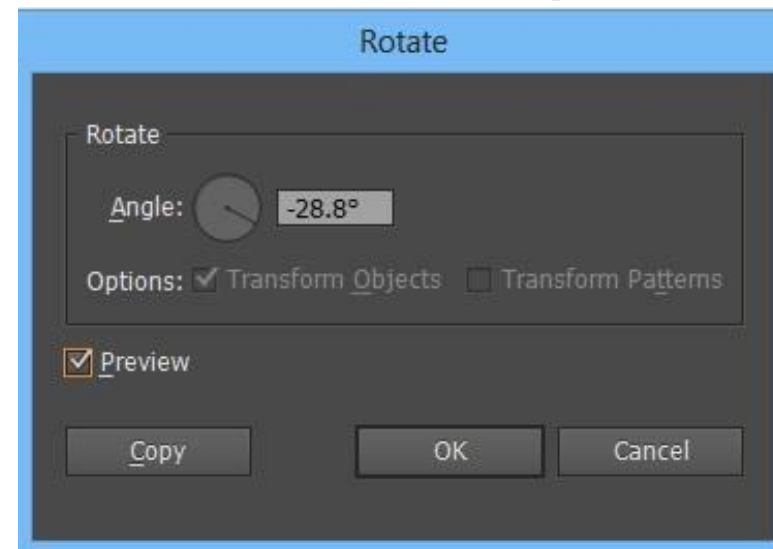 Rotate
Rotate
Angle: -28.8°
Options: Transform Objects Transform Patterns
Preview
Copy OK Cancel